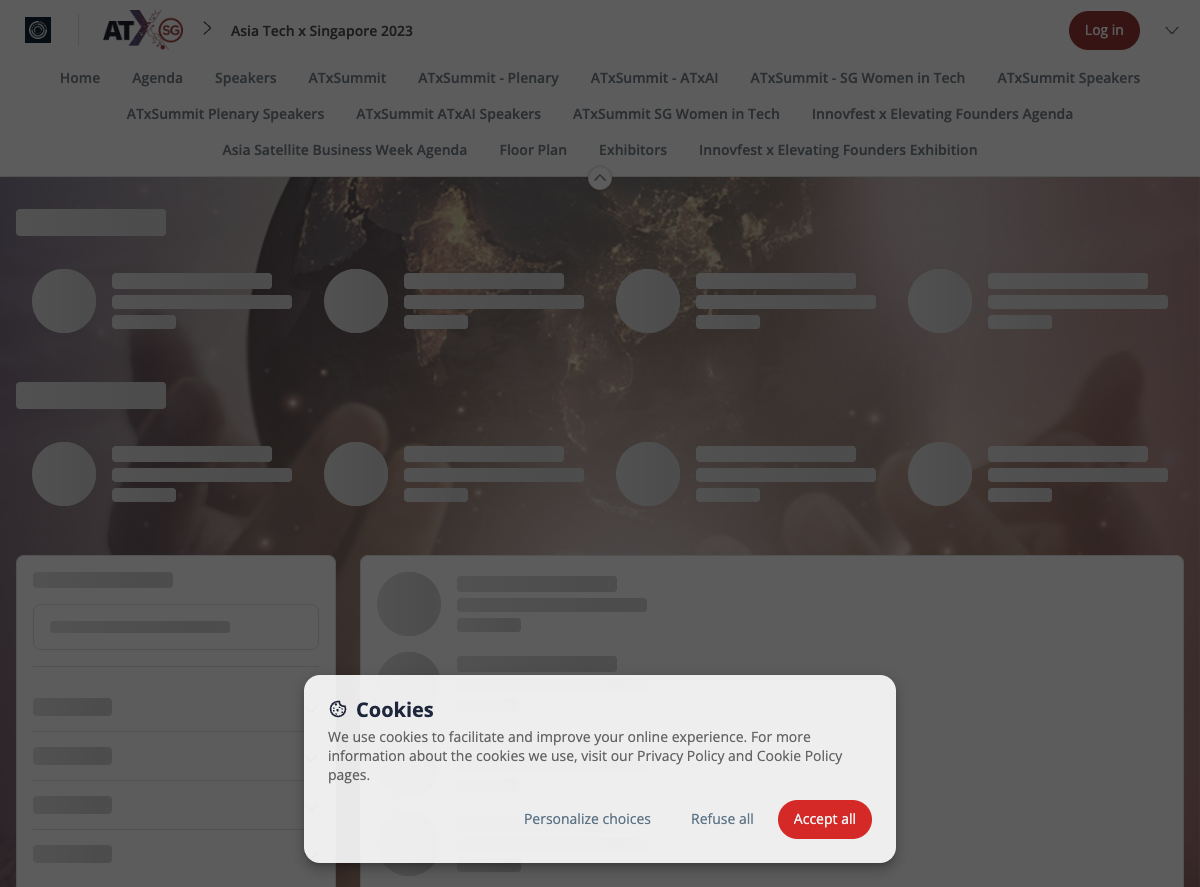 ATX SG
Asia Tech x Singapore 2023
Log in
Home Agenda Speakers ATxSummit ATxSummit - Plenary ATxSummit - ATxAI ATxSummit - SG Women in Tech ATxSummit Speakers
ATxSummit Plenary Speakers ATxSummit ATxAI Speakers ATxSummit SG Women in Tech Innovfest x Elevating Founders Agenda
Asia Satellite Business Week Agenda Floor Plan Exhibitors Innovfest x Elevating Founders Exhibition
Cookies
We use cookies to facilitate and improve your online experience. For more
information about the cookies we use, visit our Privacy Policy and Cookie Policy
pages.
Personalize choices Refuse all Accept all